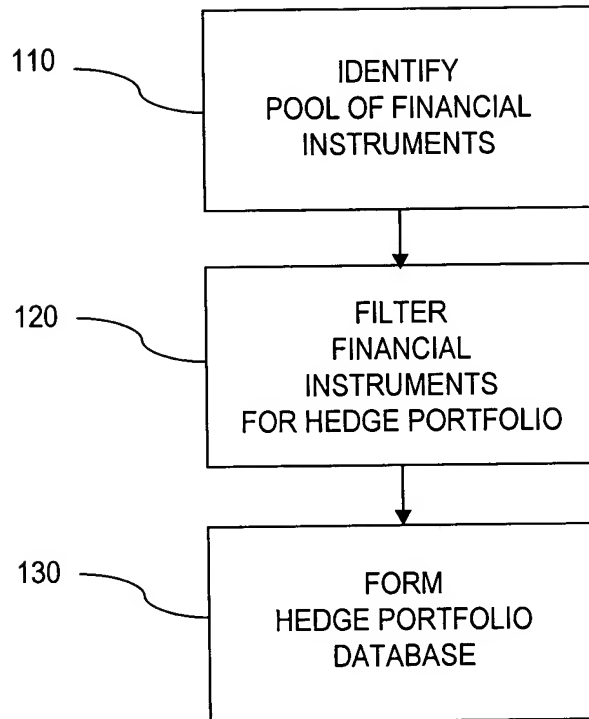 110
IDENTIFY
POOL OF FINANCIAL
INSTRUMENTS
120
FILTER
FINANCIAL
INSTRUMENTS
FOR HEDGE PORTFOLIO
130
FORM
HEDGE PORTFOLIO
DATABASE